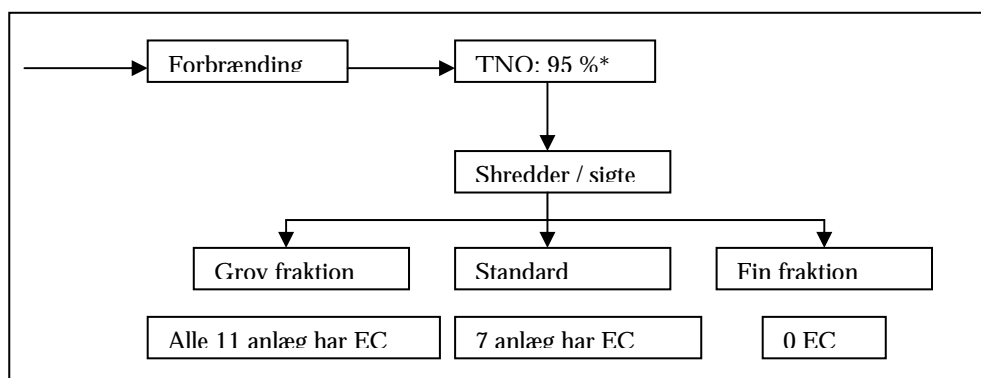 Forbrænding
TNO: 95 %*
Shredder / sigte
Grov fraktion
Standard
Fin fraktion
Alle 11 anlæg har EC
7 anlæg har EC
0 EC